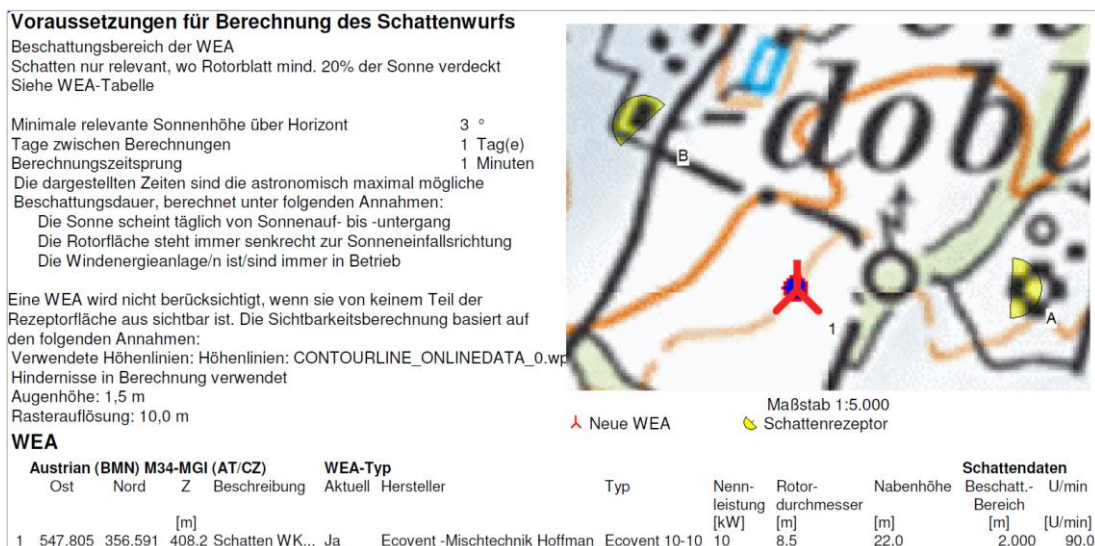 Voraussetzungen für Berechnung des Schattenwurfs
Beschattungsbereich der WEA
Schatten nur relevant, wo Rotorblatt mind. 20% der Sonne verdeckt
Siehe WEA-Tabelle
Minimale relevante Sonnenhöhe über Horizont 3 °
Tage zwischen Berechnungen 1 Tag(e)
Berechnungszeitsprung 1 Minuten
Die dargestellten Zeiten sind die astronomisch maximal mögliche
Beschattungsdauer, berechnet unter folgenden Annahmen:
Die Sonne scheint täglich von Sonnenauf- bis -untergang
Die Rotorfläche steht immer senkrecht zur Sonneneinfallsrichtung
Die Windenergieanlage/n ist/sind immer in Betrieb
Eine WEA wird nicht berücksichtigt, wenn sie von keinem Teil der
Rezeptorfläche aus sichtbar ist. Die Sichtbarkeitsberechnung basiert auf
den folgenden Annahmen:
Verwendete Höhenlinien: Höhenlinien: CONTOURLINE_ONLINEDATA_0.wp
Hindernisse in Berechnung verwendet
Augenhöhe: 1,5 m
Rasterauflösung: 10,0 m
dobl
B
A
1
Maßstab 1:5.000
Neue WEA Schattenrezeptor
WEA
Austrian (BMN) M34-MGI (AT/CZ) WEA-Typ Schattendaten
Ost Nord Z Beschreibung Aktuell Hersteller Typ Nenn- Rotor- Nabenhöhe Beschatt.- U/min
leistung durchmesser Bereich
[m] [kW] [m] [m] [m] [U/min]
1 547.805 356.591 408,2 Schatten WK... Ja Ecovent -Mischtechnik Hoffman Ecovent 10-10 10 8.5 22.0 2.000 90.0